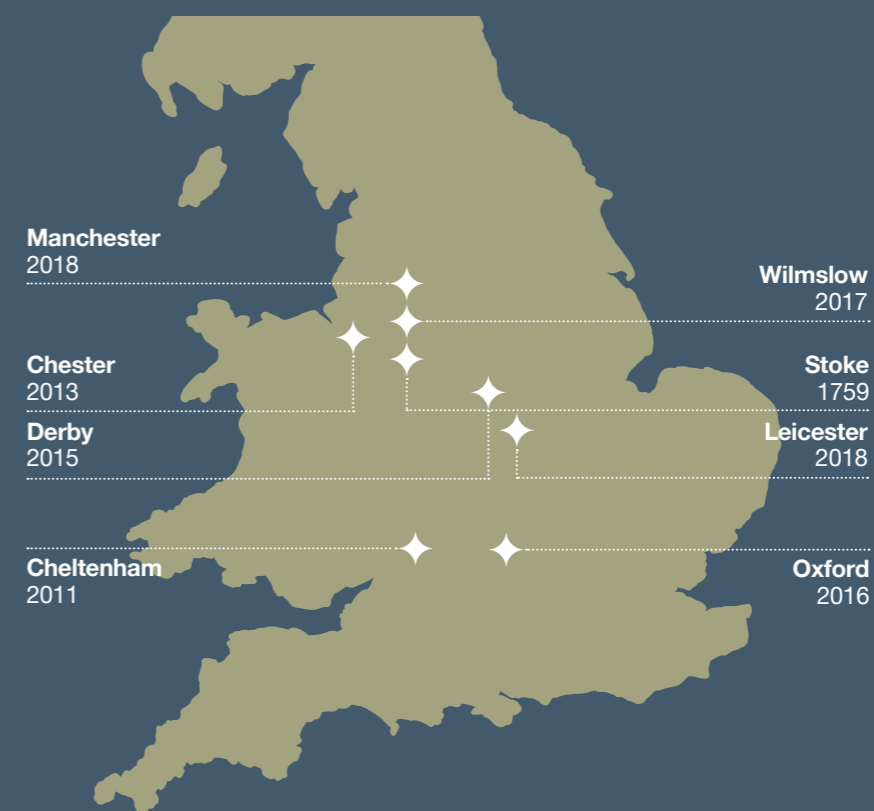 Manchester
2018
Wilmslow
2017
Chester
2013
Stoke
1759
Derby
2015
Leicester
2018
Cheltenham
2011
Oxford
2016